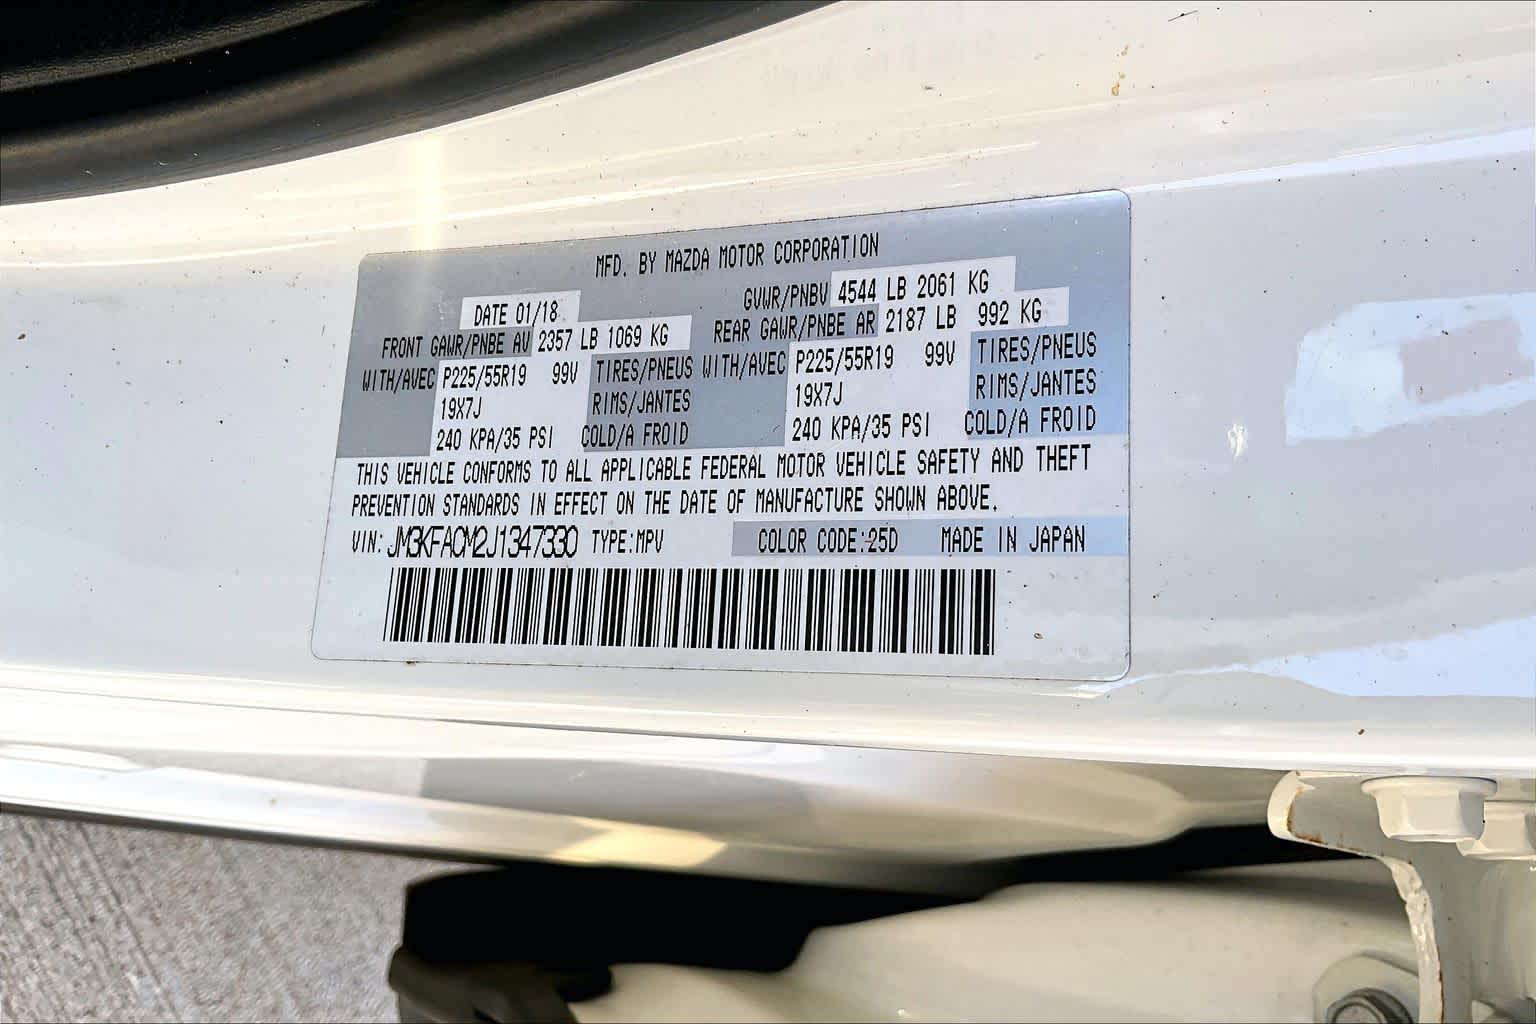 MFD. BY MAZDA MOTOR CORPORATION
DATE 01/18 GVWR/PNBV 4544 LB 2061 KG
FRONT GAWR/PNBE AV 2357 LB 1069 KG REAR GAWR/PNBE AR 2187 LB 992 KG
WITH/AVEC P225/55R19 99V TIRES/PNEUS WITH/AVEC P225/55R19 99V TIRES/PNEUS
19X7J RIMS/JANTES 19X7J RIMS/JANTES
240 KPA/35 PSI COLD/A FROID 240 KPA/35 PSI COLD/A FROID
THIS VEHICLE CONFORMS TO ALL APPLICABLE FEDERAL MOTOR VEHICLE SAFETY AND THEFT
PREVENTION STANDARDS IN EFFECT ON THE DATE OF MANUFACTURE SHOWN ABOVE.
VIN: JM3KFACM2J1347330 TYPE:MPV COLOR CODE:25D MADE IN JAPAN